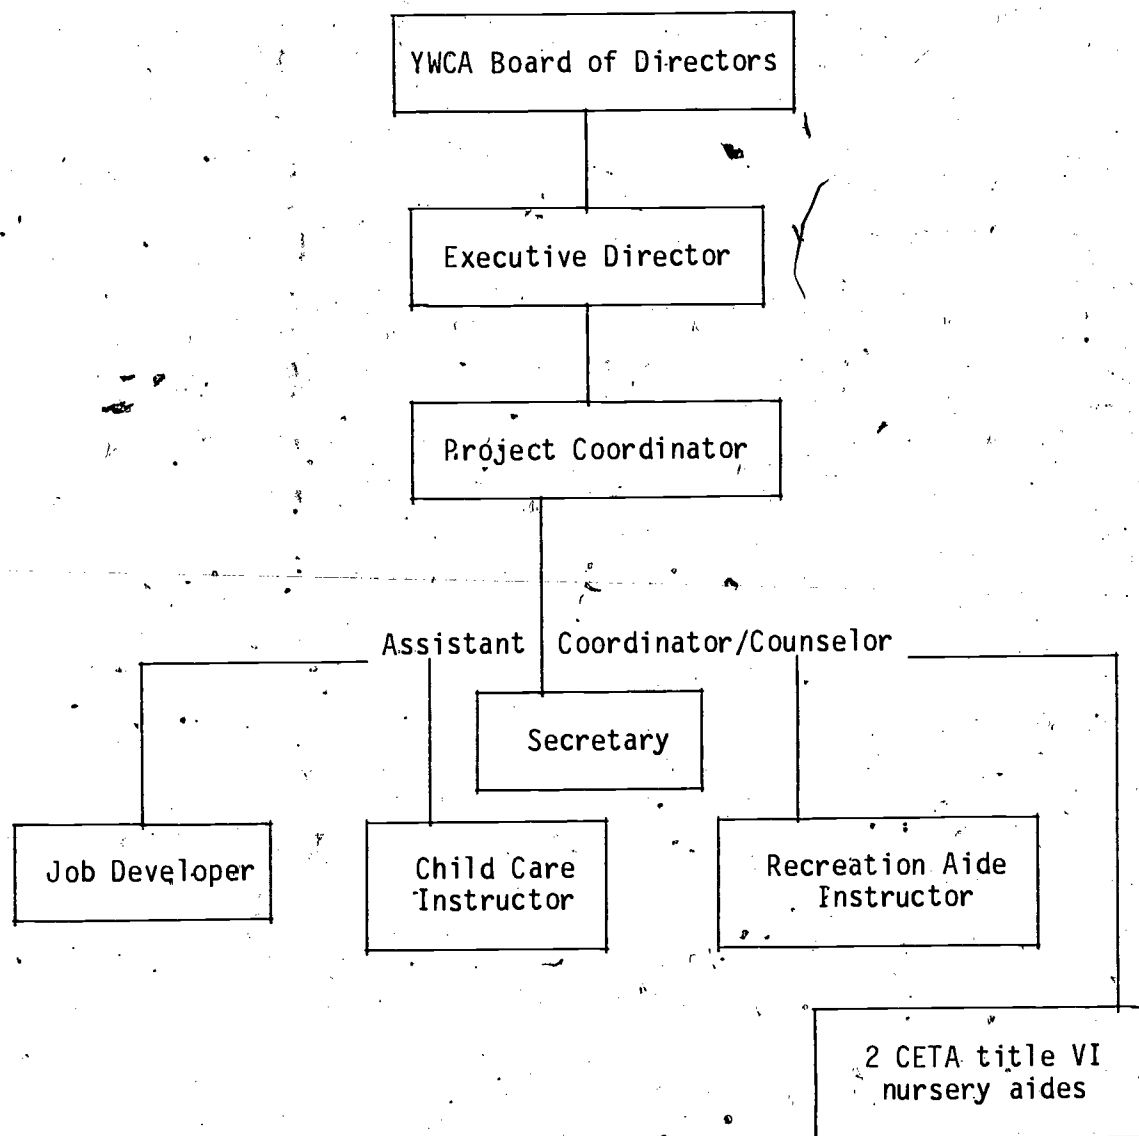 YWCA Board of Directors
Executive Director
Project Coordinator
Assistant Coordinator/Counselor
Secretary
Job Developer
Child Care
Instructor
Recreation Aide
Instructor
2 CETA title VI
nursery aides